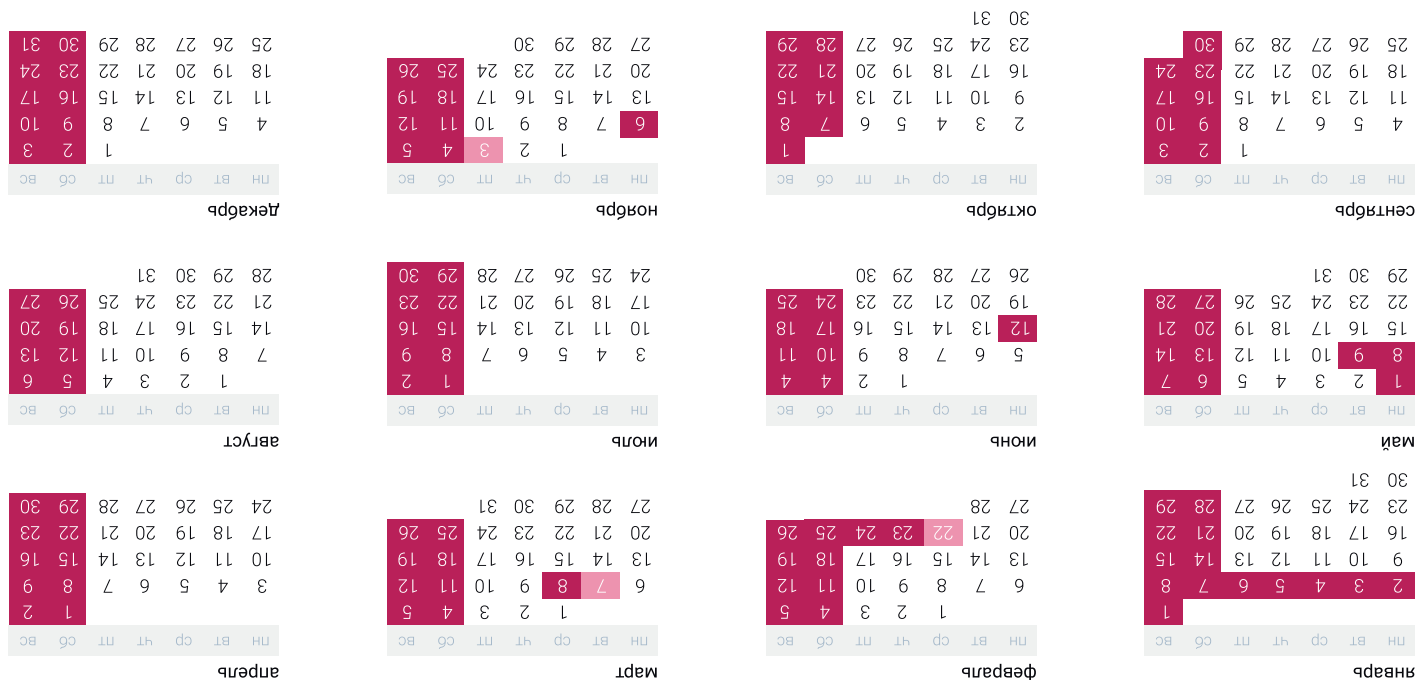 январь
пн вт ср чт пт сб вс
1
2 3 4 5 6 7 8
9 10 11 12 13 14 15
16 17 18 19 20 21 22
23 24 25 26 27 28 29
30 31
февраль
пн вт ср чт пт сб вс
1 2 3 4 5
6 7 8 9 10 11 12
13 14 15 16 17 18 19
20 21 22 23 24 25 26
27 28
март
пн вт ср чт пт сб вс
1 2 3 4 5
6 7 8 9 10 11 12
13 14 15 16 17 18 19
20 21 22 23 24 25 26
27 28 29 30 31
апрель
пн вт ср чт пт сб вс
1 2
3 4 5 6 7 8 9
10 11 12 13 14 15 16
17 18 19 20 21 22 23
24 25 26 27 28 29 30
май
пн вт ср чт пт сб вс
1 2 3 4 5 6 7
8 9 10 11 12 13 14
15 16 17 18 19 20 21
22 23 24 25 26 27 28
29 30 31
июнь
пн вт ср чт пт сб вс
1 2 4 4
5 6 7 8 9 10 11
12 13 14 15 16 17 18
19 20 21 22 23 24 25
26 27 28 29 30
июль
пн вт ср чт пт сб вс
1 2
3 4 5 6 7 8 9
10 11 12 13 14 15 16
17 18 19 20 21 22 23
24 25 26 27 28 29 30
август
пн вт ср чт пт сб вс
1 2 3 4 5 6
7 8 9 10 11 12 13
14 15 16 17 18 19 20
21 22 23 24 25 26 27
28 29 30 31
сентябрь
пн вт ср чт пт сб вс
1 2 3
4 5 6 7 8 9 10
11 12 13 14 15 16 17
18 19 20 21 22 23 24
25 26 27 28 29 30
октябрь
пн вт ср чт пт сб вс
1
2 3 4 5 6 7 8
9 10 11 12 13 14 15
16 17 18 19 20 21 22
23 24 25 26 27 28 29
30 31
ноябрь
пн вт ср чт пт сб вс
1 2 3 4 5
6 7 8 9 10 11 12
13 14 15 16 17 18 19
20 21 22 23 24 25 26
27 28 29 30
декабрь
пн вт ср чт пт сб вс
1 2 3
4 5 6 7 8 9 10
11 12 13 14 15 16 17
18 19 20 21 22 23 24
25 26 27 28 29 30 31